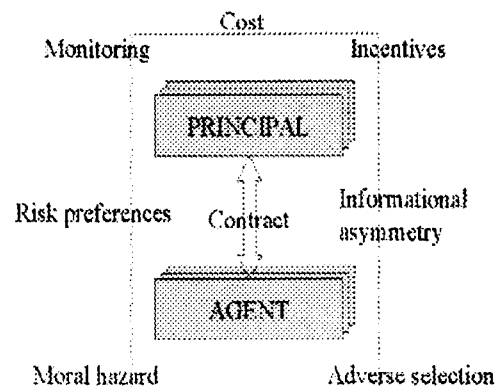 Cost
Monitoring Incentives
PRINCIPAL
Risk preferences Contract Informational
asymmetry
AGENT
Moral hazard Adverse selection